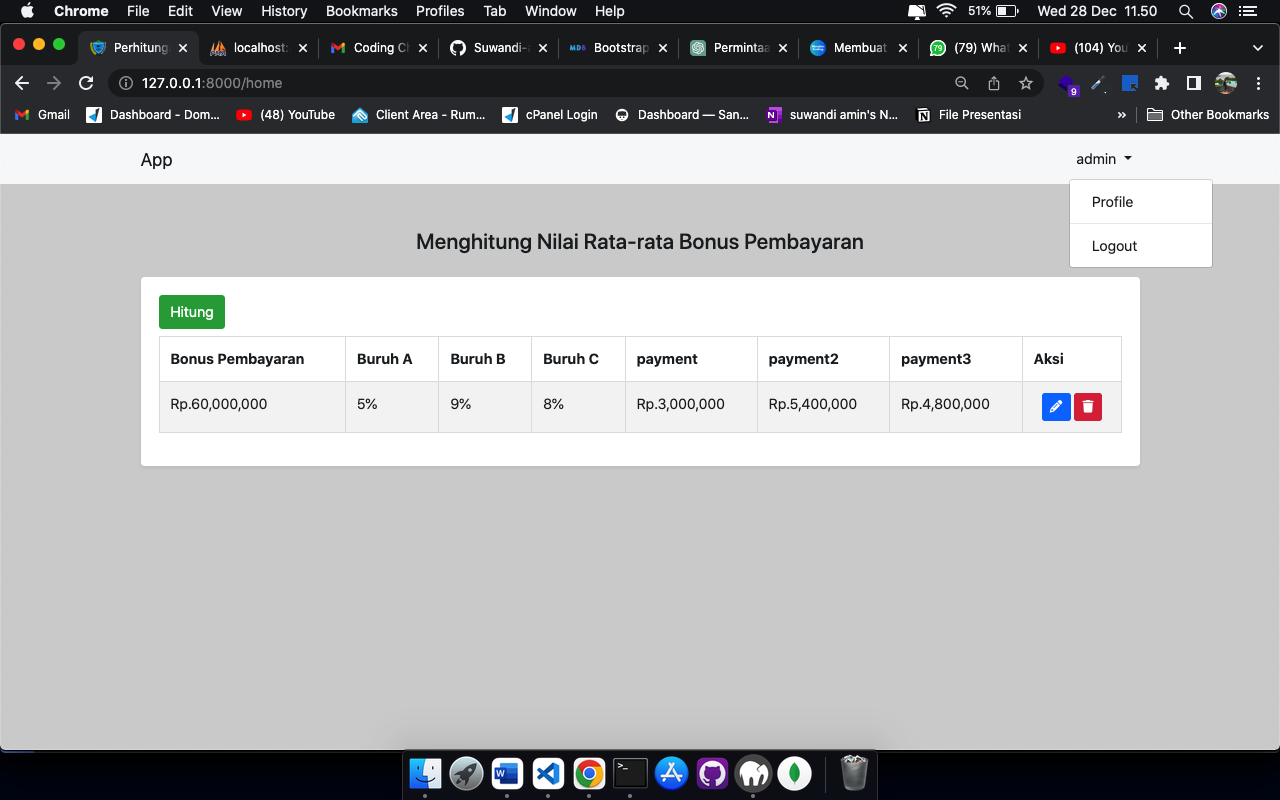 Chrome File Edit View History Bookmarks Profiles Tab Window Help 51% Wed 28 Dec 11.50
Perhitung localhost: Gmail Coding Ch Suwandi- MDB Bootstrap Permintaa Membuat 79 (79) What (104) You
127.0.0.1:8000/home 9
Gmail Dashboard - Dom... (48) YouTube Client Area - Rum... cPanel Login Dashboard — San... suwandi amin's N... File Presentasi » Other Bookmarks
App admin
Profile
Logout
Menghitung Nilai Rata-rata Bonus Pembayaran
Hitung
Bonus Pembayaran Buruh A Buruh B Buruh C payment payment2 payment3 Aksi
Rp.60,000,000 5% 9% 8% Rp.3,000,000 Rp.5,400,000 Rp.4,800,000